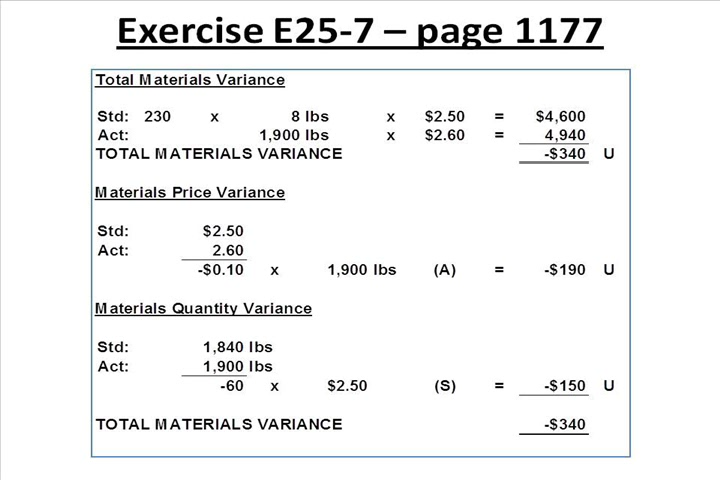 Exercise E25-7 – page 1177
Total Materials Variance
Std: 230 x 8 lbs x $2.50 = $4,600
Act: 1,900 lbs x $2.60 = 4,940
TOTAL MATERIALS VARIANCE -$340 U
Materials Price Variance
Std: $2.50
Act: 2.60
-$0.10 x 1,900 lbs (A) = -$190 U
Materials Quantity Variance
Std: 1,840 lbs
Act: 1,900 lbs
-60 x $2.50 (S) = -$150 U
TOTAL MATERIALS VARIANCE -$340